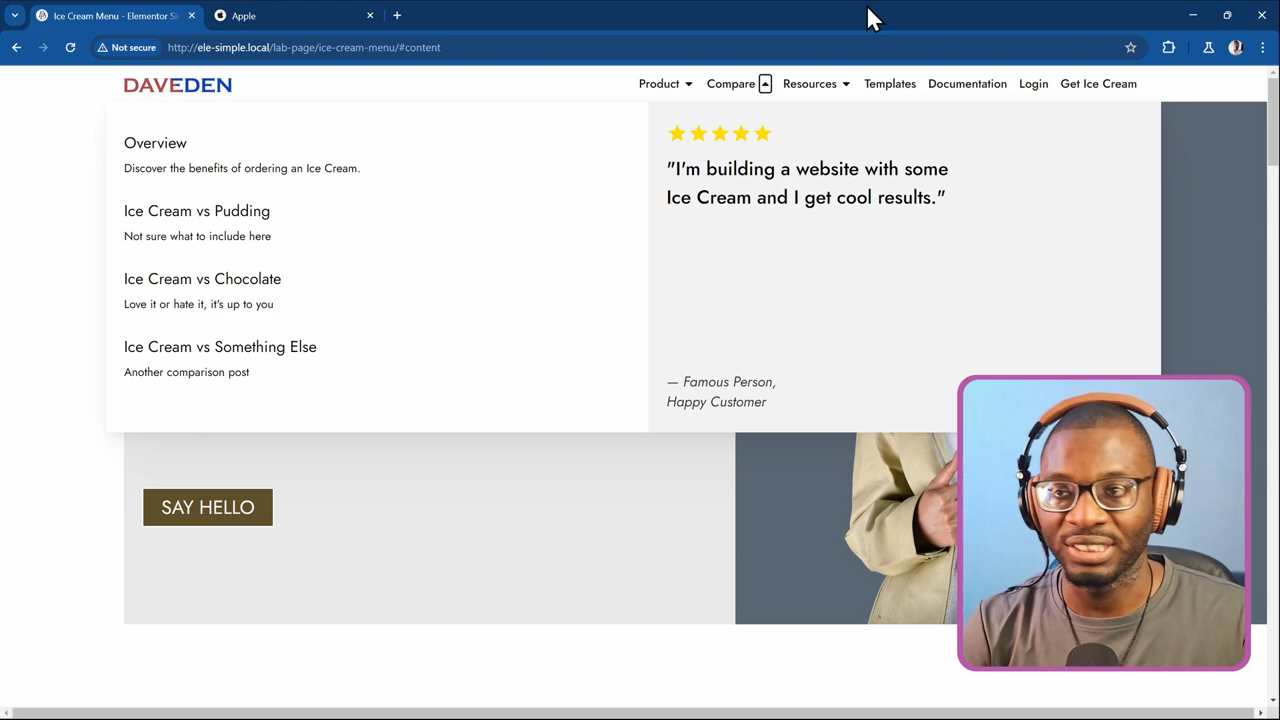 Ice Cream Menu - Elementor
Apple
Not secure
http://ele-simple.local/lab-page/ice-cream-menu/#content
DAVEDEN
Product
Compare
Resources
Templates
Documentation
Login
Get Ice Cream
Overview
Discover the benefits of ordering an Ice Cream.
Ice Cream vs Pudding
Not sure what to include here
Ice Cream vs Chocolate
Love it or hate it, it's up to you
Ice Cream vs Something Else
Another comparison post
"I'm building a website with some
Ice Cream and I get cool results."
— Famous Person,
Happy Customer
SAY HELLO